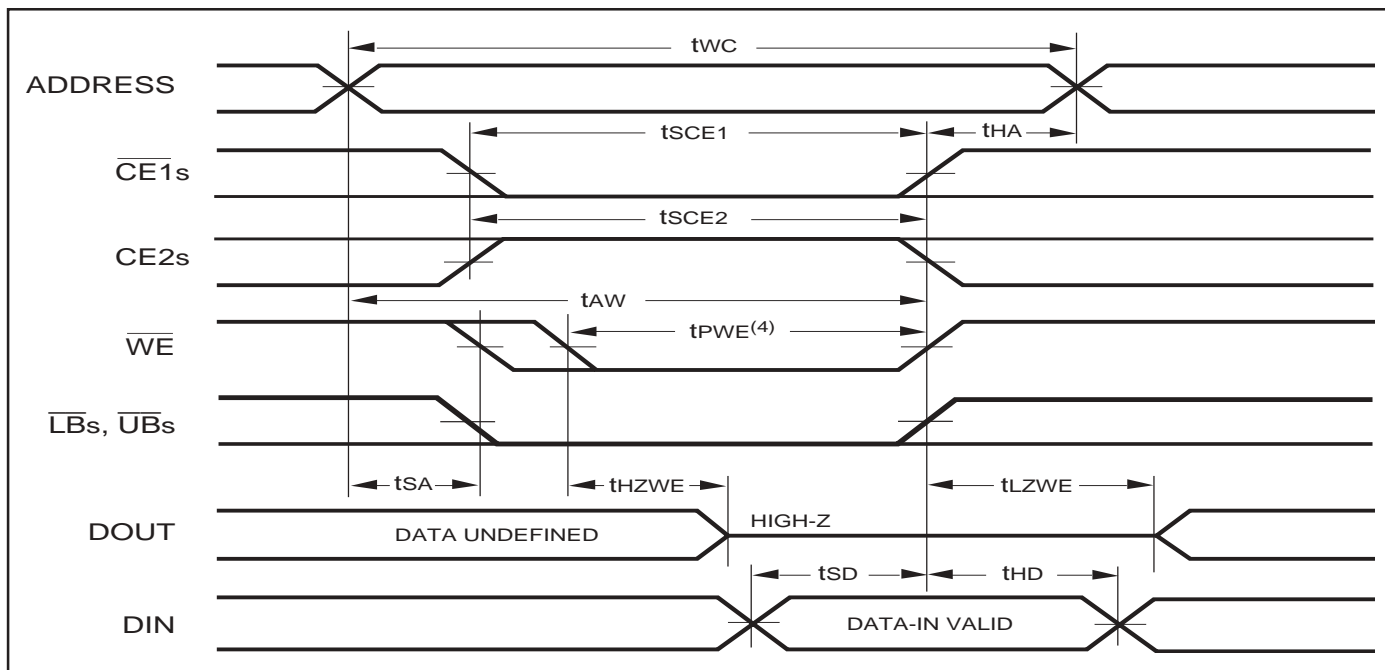 tWC
ADDRESS
tSCE1
tHA
CE1s
tSCE2
CE2s
tAW
WE
tPWE(4)
LBs, UBs
tSA
tHZWE
tLZWE
DOUT
DATA UNDEFINED
HIGH-Z
tSD
tHD
DIN
DATA-IN VALID